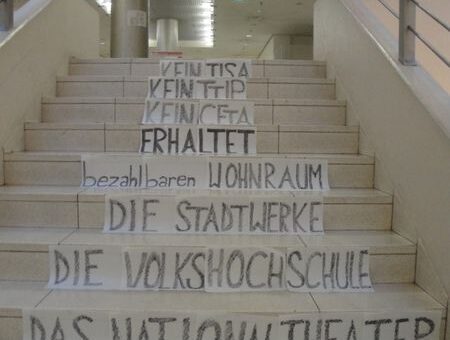 KEIN TISA
KEIN TTIP
KEIN CETA
ERHALTET
bezahlbaren WOHNRAUM
DIE STADTWERKE
DIE VOLKSHOCHSCHULE
DAS NATIONALTHEATER